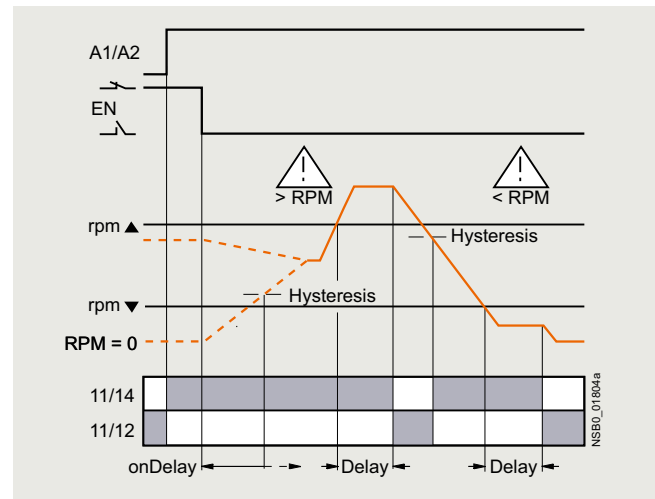 A1/A2
EN
> RPM
< RPM
rpm ▲
Hysteresis
Hysteresis
rpm ▼
RPM = 0
11/14
11/12
onDelay
Delay
Delay
NSB0_01804a